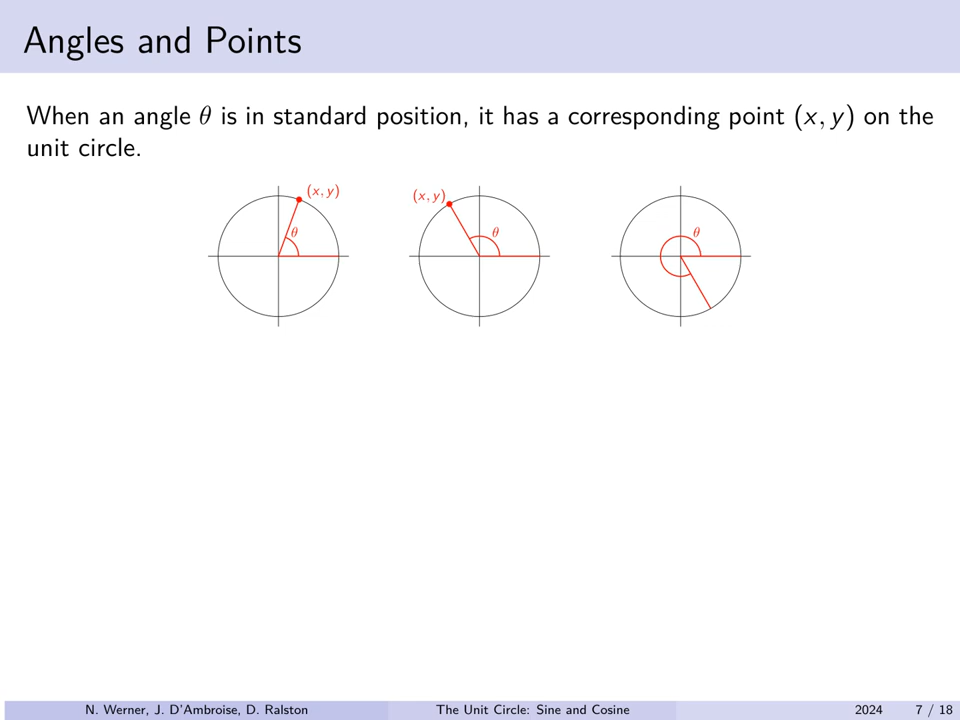 Angles and Points
When an angle θ is in standard position, it has a corresponding point (x, y) on the
unit circle.
(x, y)
θ
(x, y)
θ
θ
N. Werner, J. D'Ambroise, D. Ralston The Unit Circle: Sine and Cosine 2024 7 / 18